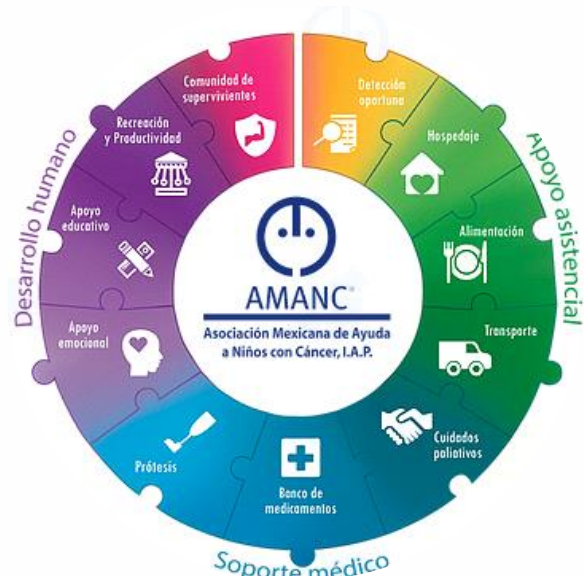 Comunidad de
supervivientes
Detección
oportuna
Recreación
y Productividad
Hospedaje
Apoyo
educativo
Alimentación
Apoyo
emocional
Transporte
Prótesis
Banco de
medicamentos
Cuidados
paliativos
AMANC
Asociación Mexicana de Ayuda
a Niños con Cáncer, I.A.P.
Desarrollo humano
Apoyo asistencial
Soporte médico